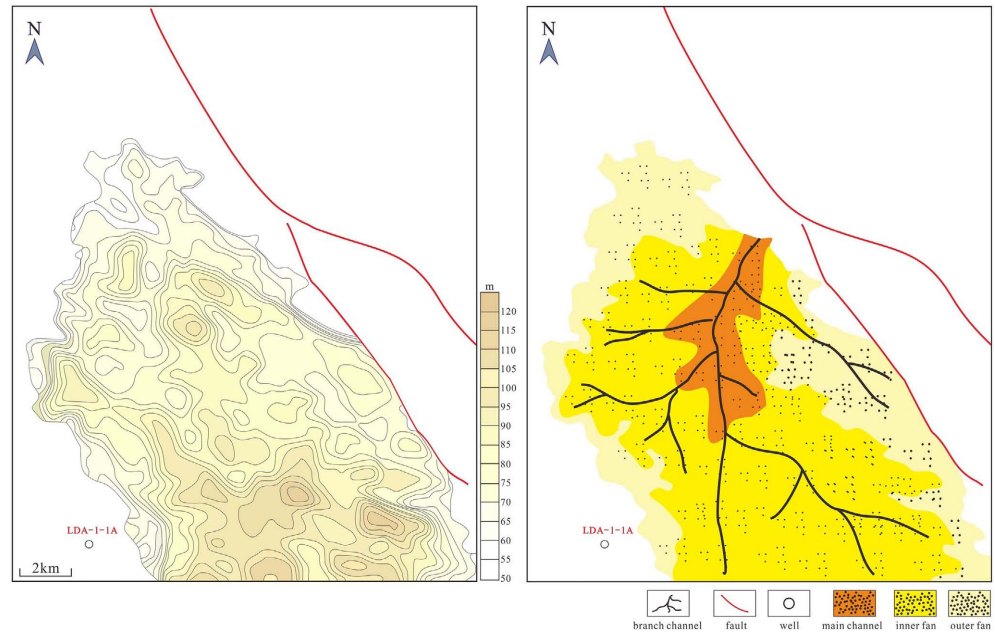 N
N
m
120
115
110
105
100
95
90
85
80
75
70
65
60
55
50
LDA-1-1A
2km
LDA-1-1A
branch channel
fault
well
main channel
inner fan
outer fan